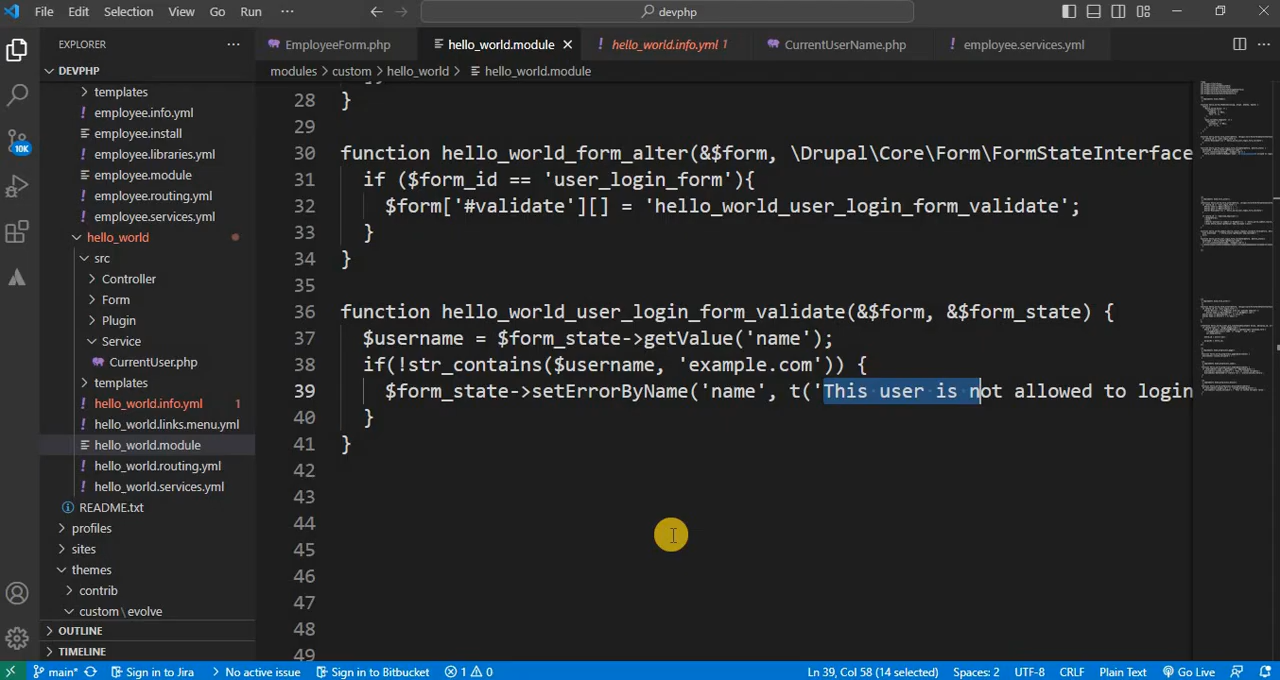 File Edit Selection View Go Run ··· devphp
EXPLORER ···
EmployeeForm.php hello_world.module hello_world.info.yml 1 CurrentUserName.php employee.services.yml
DEVPHP
modules > custom > hello_world > hello_world.module
templates
employee.info.yml
employee.install
employee.libraries.yml
employee.module
employee.routing.yml
employee.services.yml
hello_world
src
Controller
Form
Plugin
Service
CurrentUser.php
templates
hello_world.info.yml 1
hello_world.links.menu.yml
hello_world.module
hello_world.routing.yml
hello_world.services.yml
README.txt
profiles
sites
themes
contrib
custom\evolve
OUTLINE
TIMELINE
10K
28 }
29
30 function hello_world_form_alter(&$form, \Drupal\Core\Form\FormStateInterface
31 if ($form_id == 'user_login_form'){
32 $form['#validate'][] = 'hello_world_user_login_form_validate';
33 }
34 }
35
36 function hello_world_user_login_form_validate(&$form, &$form_state) {
37 $username = $form_state->getValue('name');
38 if(!str_contains($username, 'example.com')) {
39 $form_state->setErrorByName('name', t('This user is not allowed to login
40 }
41 }
42
43
44
45
46
47
48
49
main* Sign in to Jira No active issue Sign in to Bitbucket 1 0 Ln 39, Col 58 (14 selected) Spaces: 2 UTF-8 CRLF Plain Text Go Live